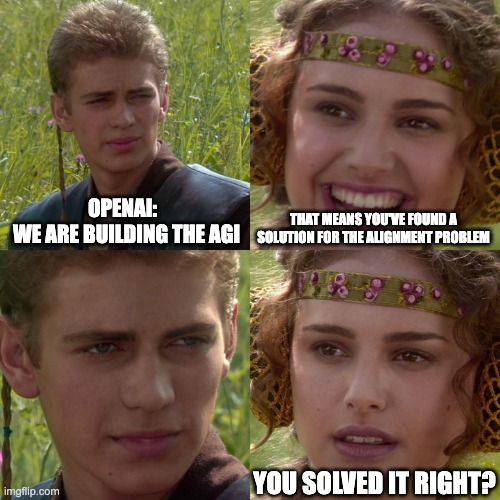 OPENAI:
WE ARE BUILDING THE AGI
THAT MEANS YOU'VE FOUND A
SOLUTION FOR THE ALIGNMENT PROBLEM
YOU SOLVED IT RIGHT?
imgflip.com